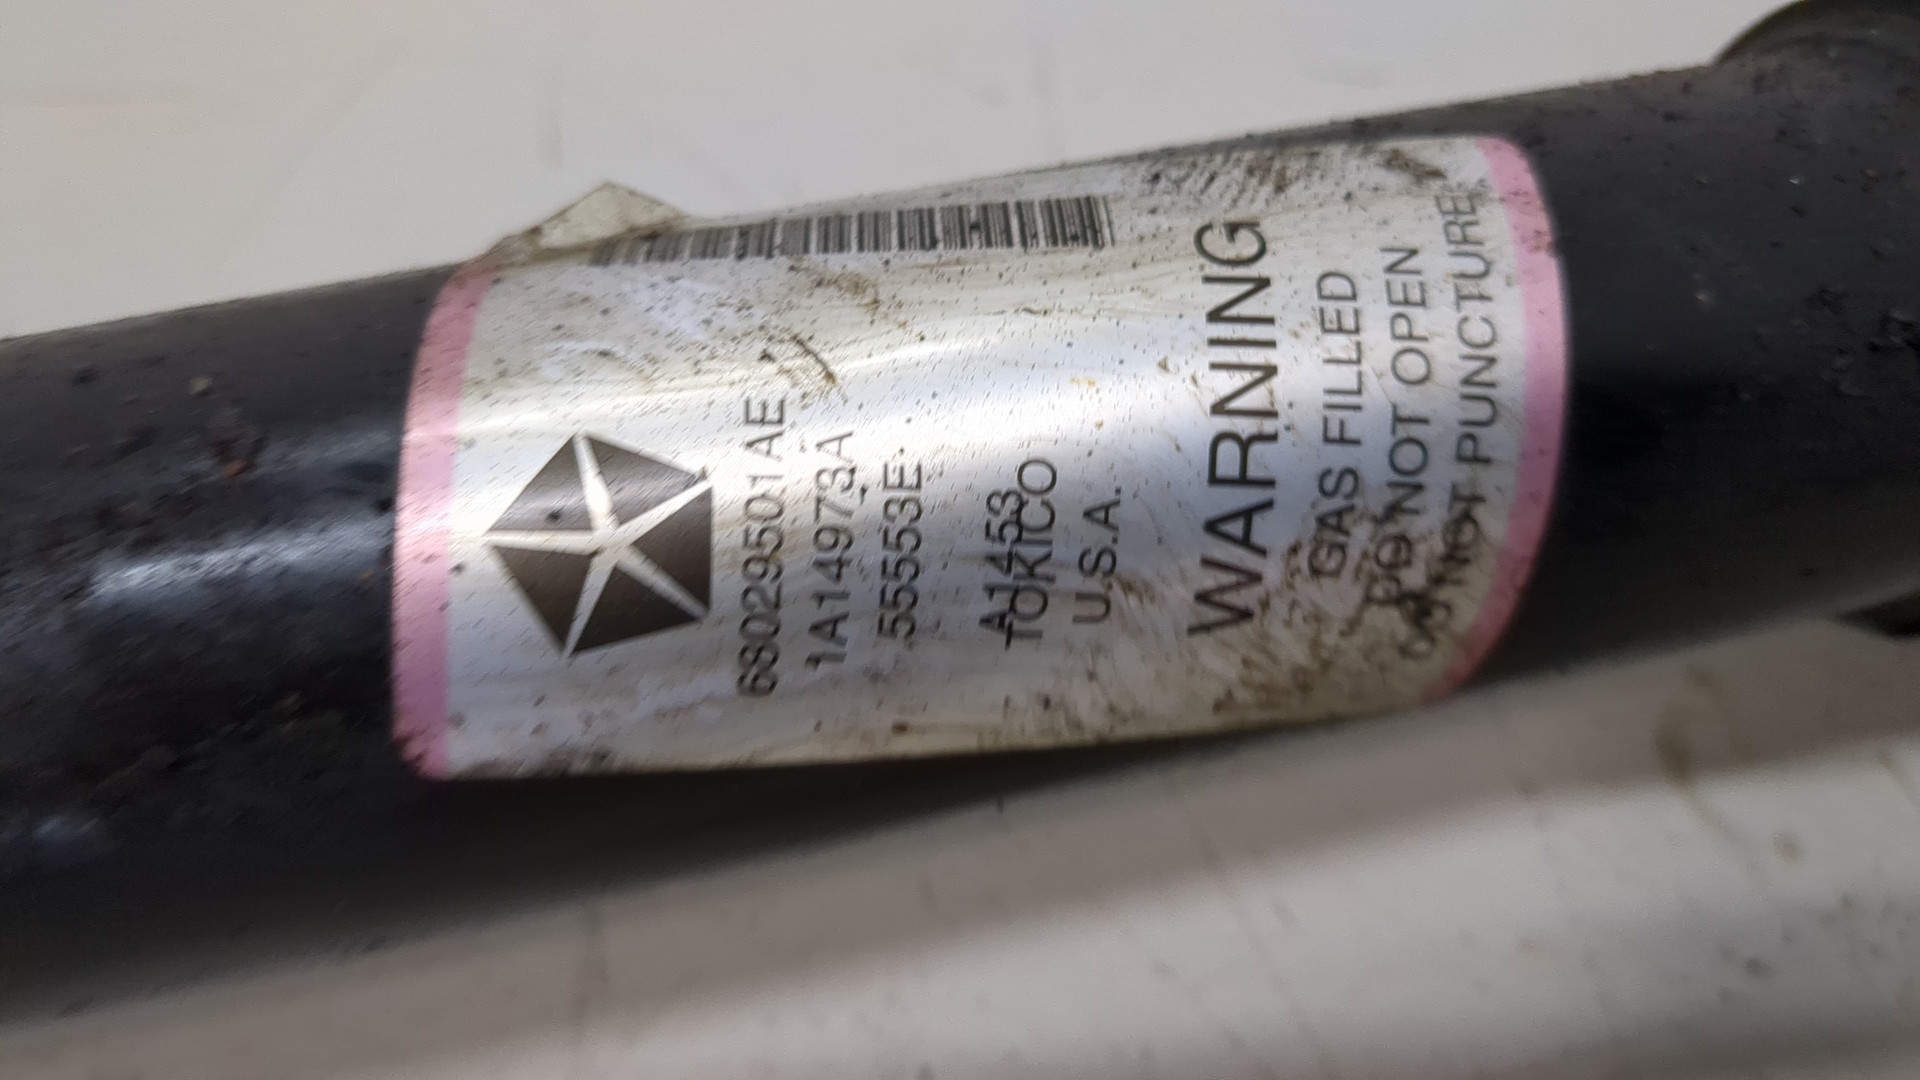 68029501AE
1A14973A
55553E
A1453
TOKICO
U.S.A.
WARNING
GAS FILLED
DO NOT OPEN
DO NOT PUNCTURE